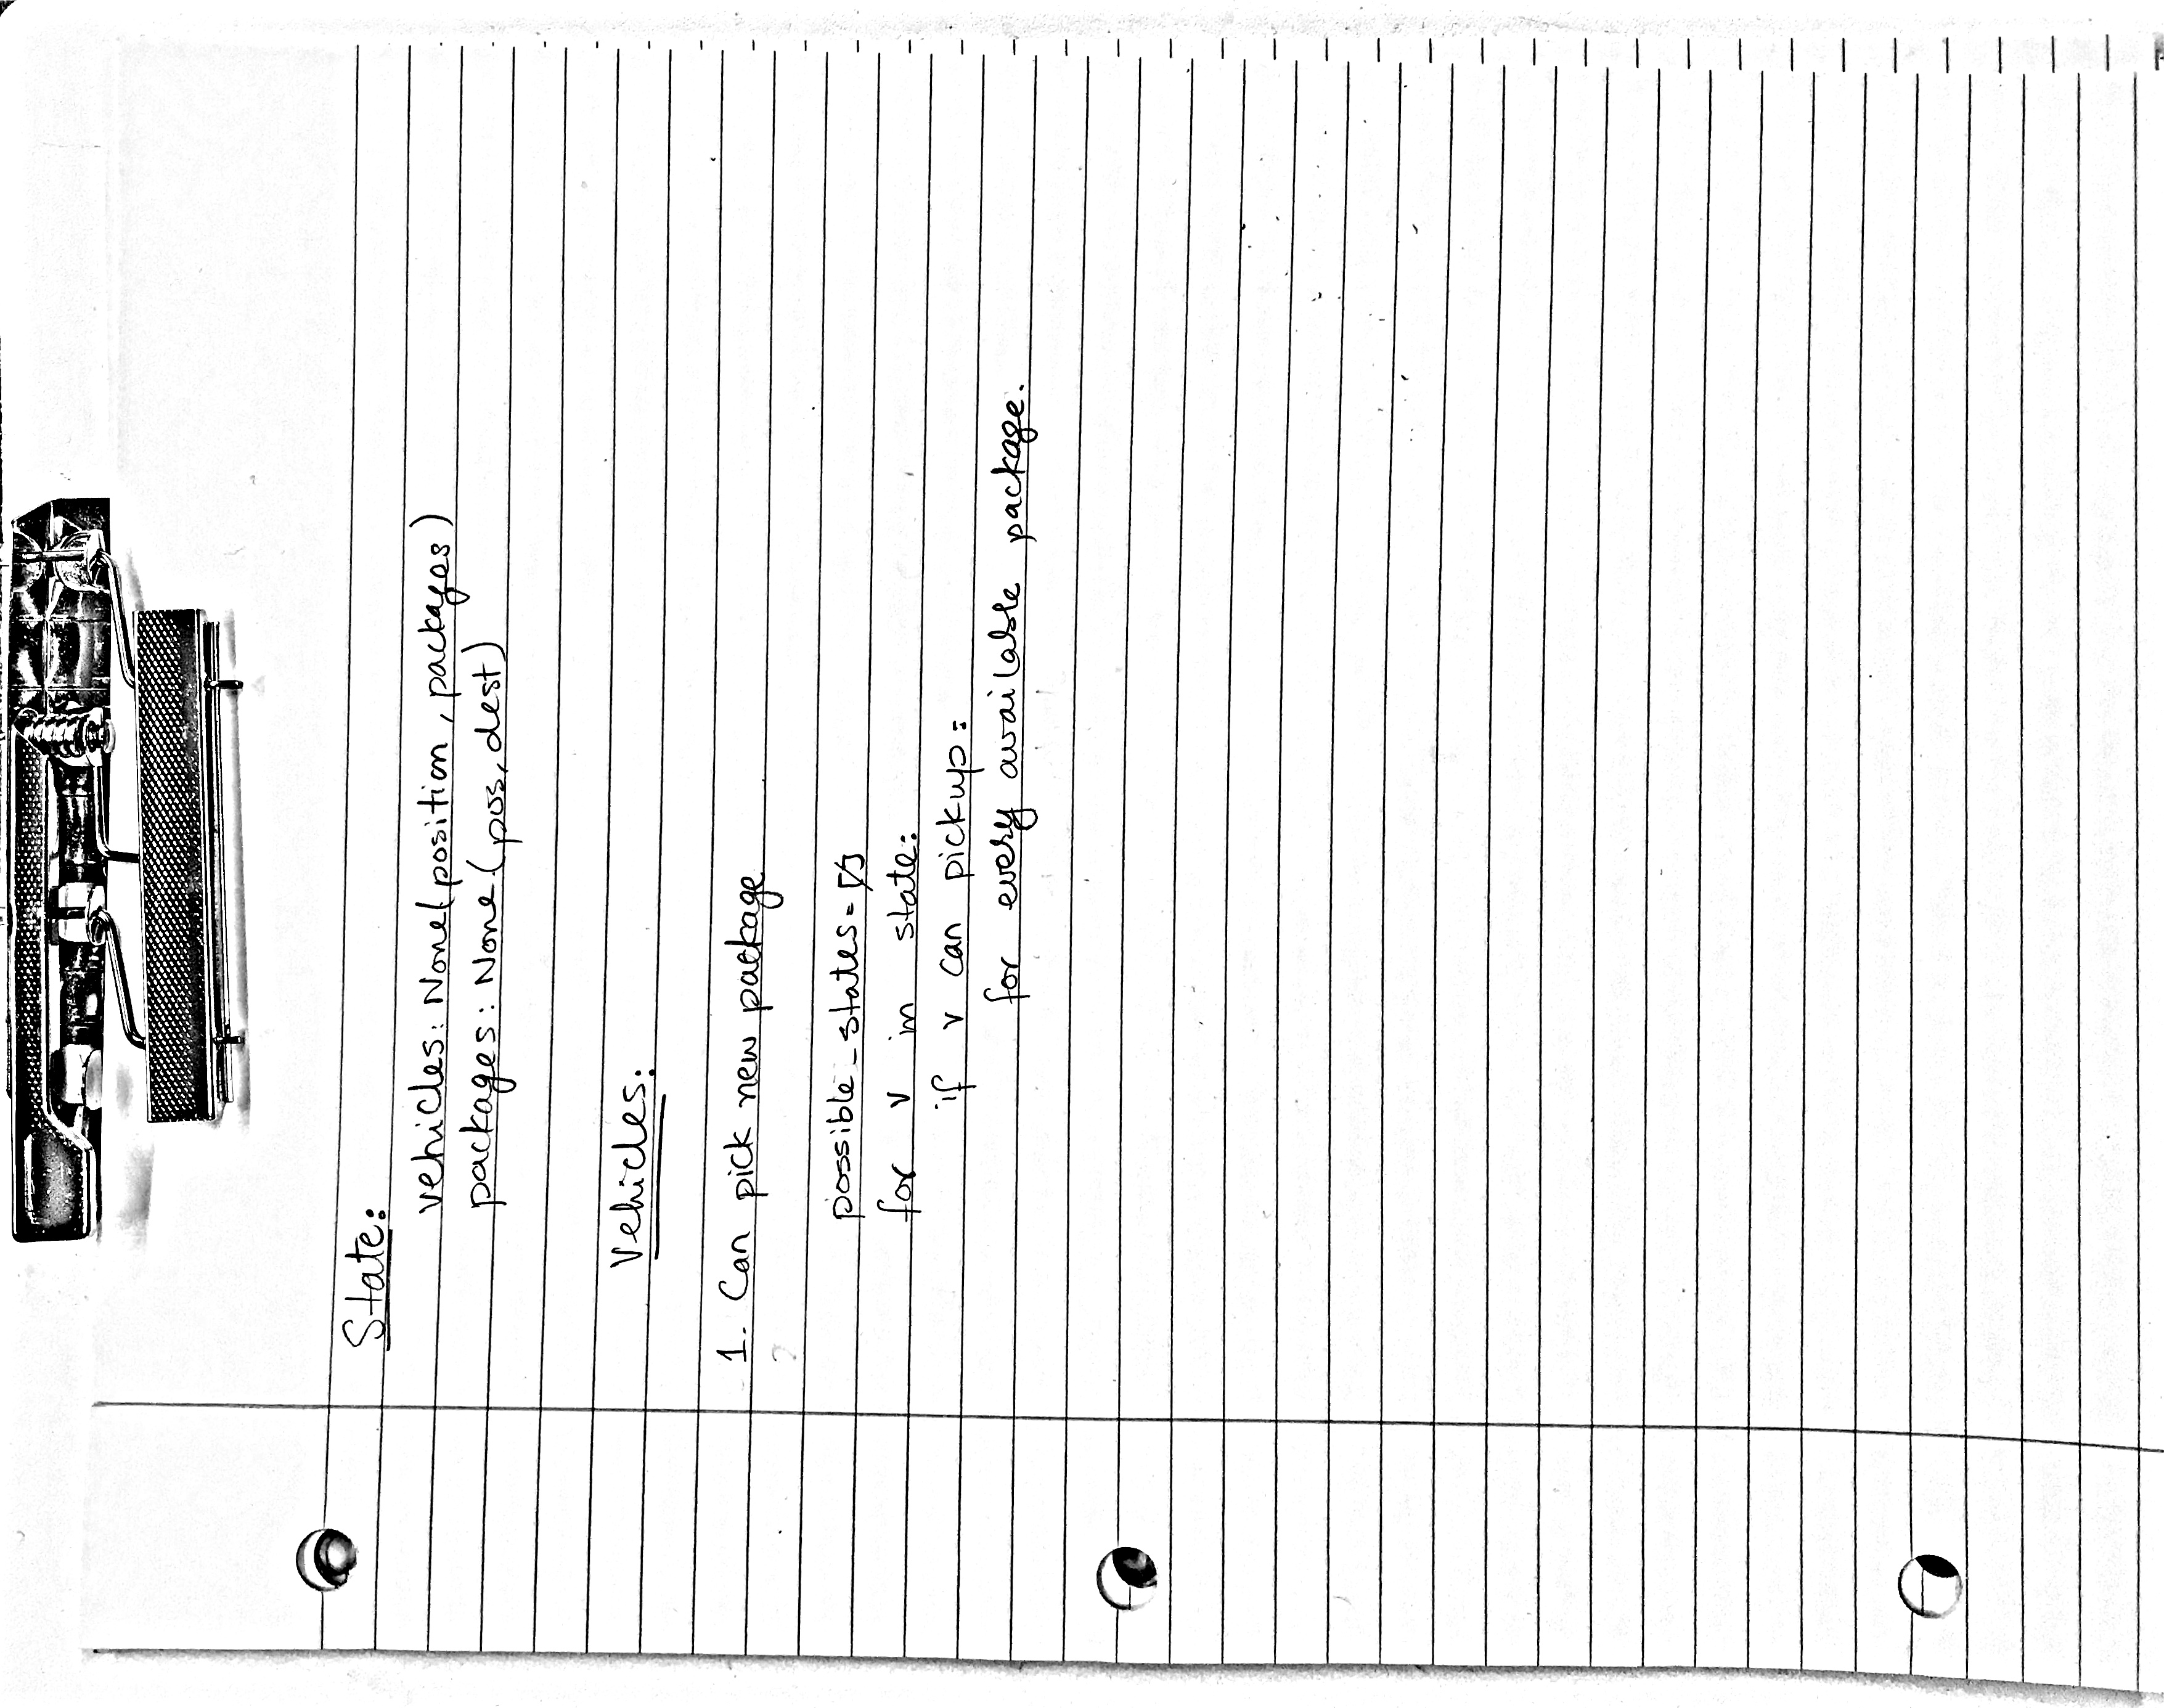 State:
vehicles: None(position, packages)
packages: None(pos, dest)
Vehicles:
1. Can pick new package
2
possible_states = []
for v in state:
if v can pickup:
for every available package.